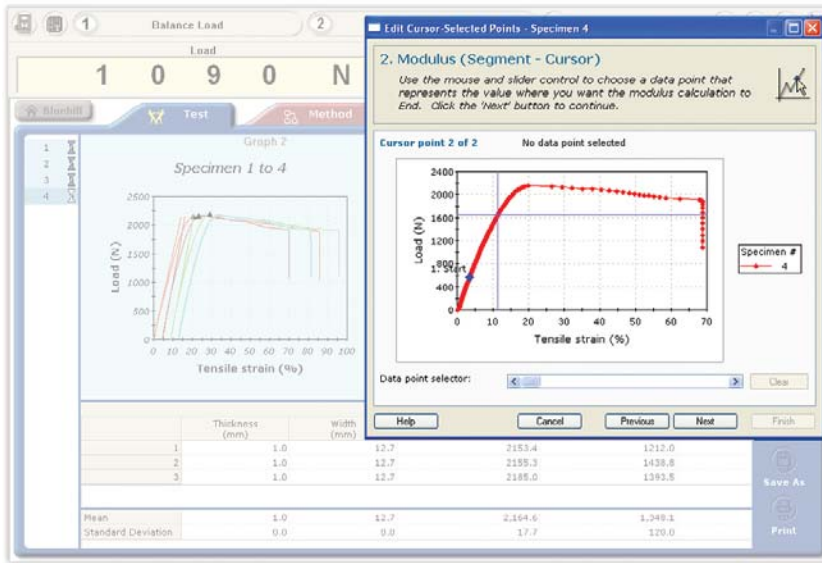 1
Balance Load
2
Load
1 0 9 0 N
Bluehill
Test
Method
1
2
3
4
Graph 2
Specimen 1 to 4
2500
2000
1500
1000
500
0
Load (N)
0 10 20 30 40 50 60 70 80 90 100
Tensile strain (%)
Thickness (mm)
Width (mm)
1 1.0 12.7 2153.4 1212.0
2 1.0 12.7 2155.3 1438.8
3 1.0 12.7 2185.0 1393.5
Mean 1.0 12.7 2,164.6 1,348.1
Standard Deviation 0.0 0.0 17.7 120.0
Save As
Print
Edit Cursor-Selected Points - Specimen 4
2. Modulus (Segment - Cursor)
Use the mouse and slider control to choose a data point that
represents the value where you want the modulus calculation to
End. Click the 'Next' button to continue.
Cursor point 2 of 2 No data point selected
2400
2000
1600
1200
800
400
0
Load (N)
1. Start
0 10 20 30 40 50 60 70
Tensile strain (%)
Specimen #
4
Data point selector:
Clear
Help Cancel Previous Next Finish